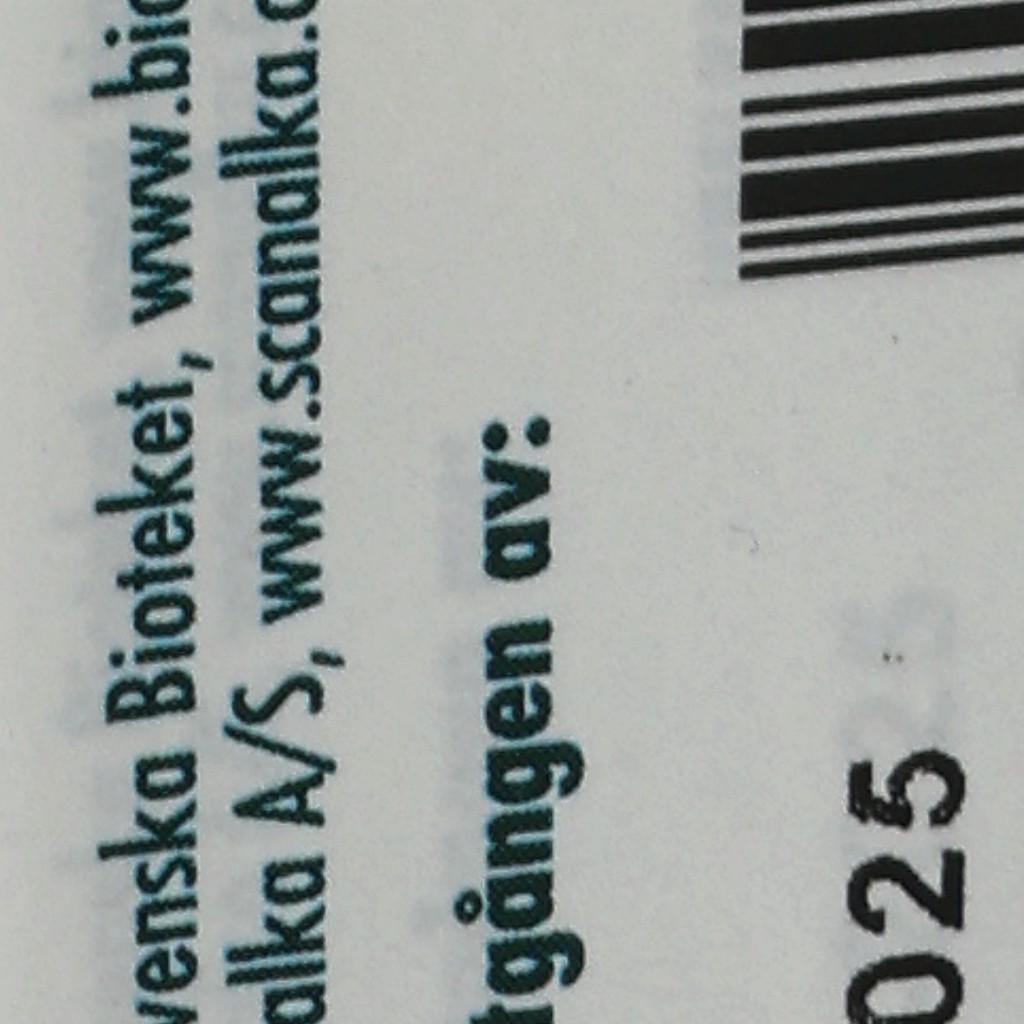 venska Bioteket, www.bio
alka A/S, www.scanalka.c
tgången av:
025